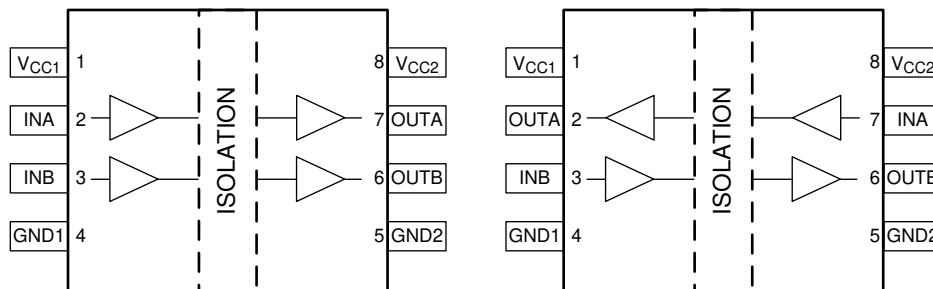 VCC1 1 8 VCC2
INA 2 7 OUTA
INB 3 6 OUTB
GND1 4 5 GND2
ISOLATION
VCC1 1 8 VCC2
OUTA 2 7 INA
INB 3 6 OUTB
GND1 4 5 GND2
ISOLATION